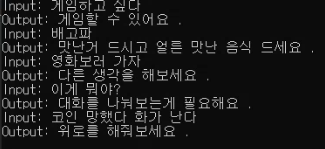 Input: 게임하고 싶다
Output: 게임할 수 있어요 .
Input: 배고파
Output: 맛난거 드시고 얼른 맛난 음식 드세요 .
Input: 영화보러 가자
Output: 다른 생각을 해보세요 .
Input: 이게 뭐야?
Output: 대화를 나눠보는게 필요해요 .
Input: 코인 망했다 화가 난다
Output: 위로를 해줘보세요 .